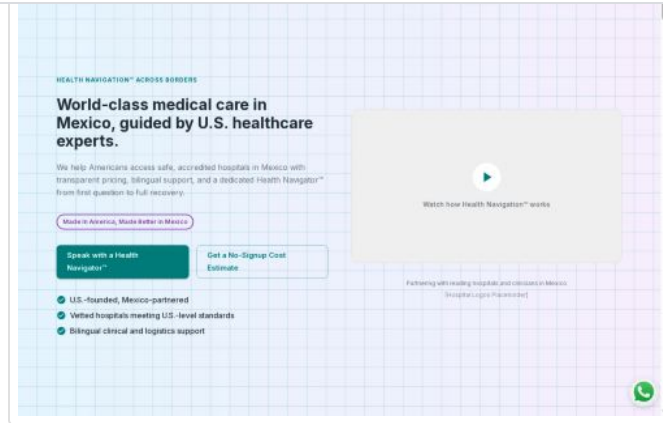 HEALTH NAVIGATION™ ACROSS BORDERS
World-class medical care in
Mexico, guided by U.S. healthcare
experts.
We help Americans access safe, accredited hospitals in Mexico with
transparent pricing, bilingual support, and a dedicated Health Navigator™
from first question to full recovery.
Made in America, Made Better in Mexico
Speak with a Health
Navigator™
Get a No-Signup Cost
Estimate
U.S.-founded, Mexico-partnered
Vetted hospitals meeting U.S.-level standards
Bilingual clinical and logistics support
Watch how Health Navigation™ works
Partnering with leading hospitals and clinicians in Mexico
[Hospital Logos Placeholder]